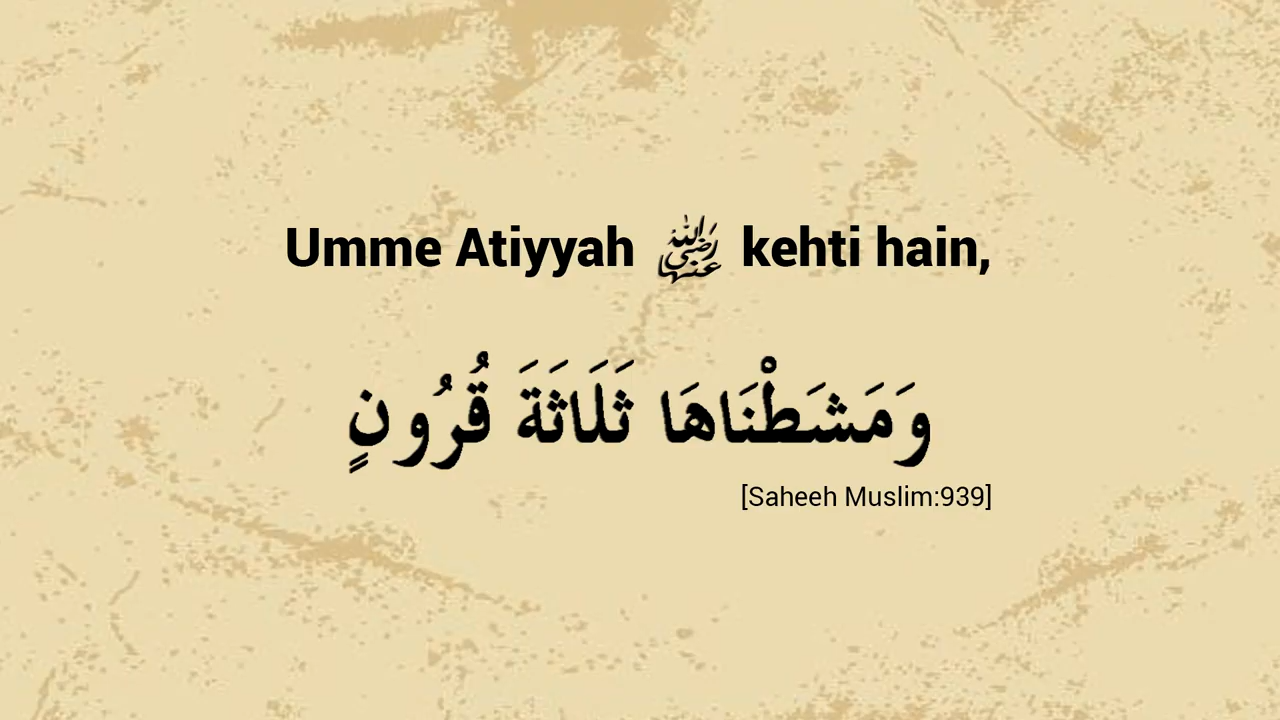 Umme Atiyyah رضي الله عنها kehti hain,
وَمَشَطْنَاهَا ثَلَاثَةَ قُرُونٍ
[Saheeh Muslim:939]